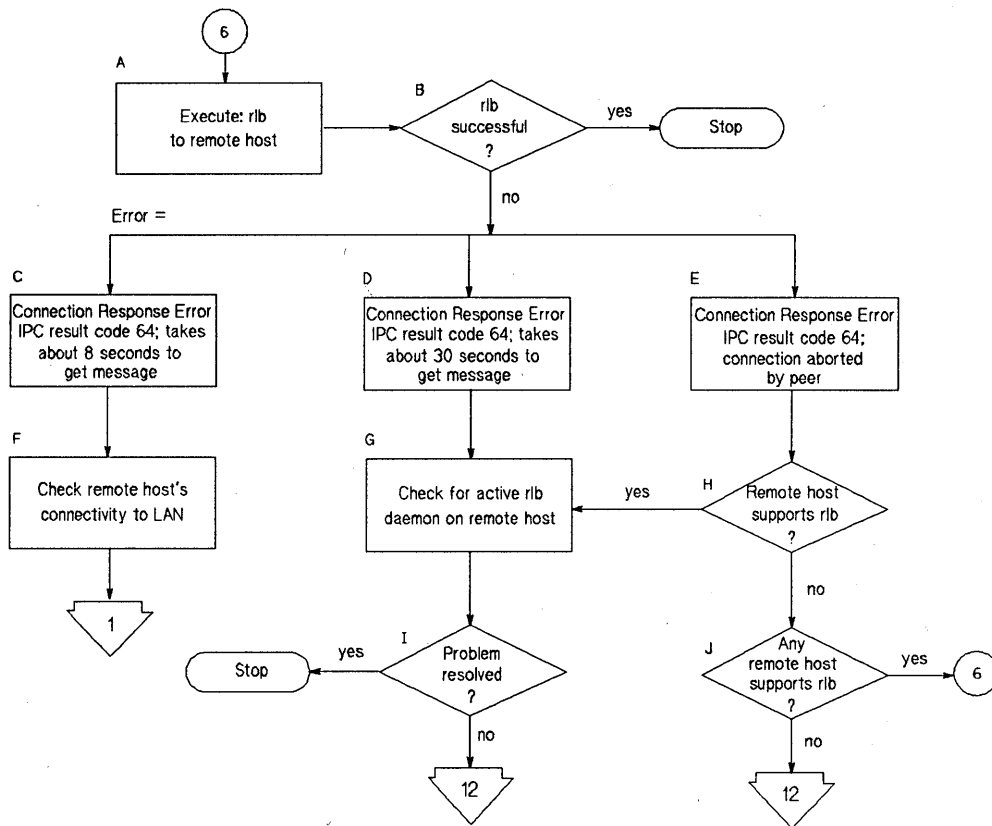 6
A
Execute: rlb
to remote host
B
rlb
successful
?
yes
Stop
no
Error =
C
Connection Response Error
IPC result code 64; takes
about 8 seconds to
get message
D
Connection Response Error
IPC result code 64; takes
about 30 seconds to
get message
E
Connection Response Error
IPC result code 64;
connection aborted
by peer
F
Check remote host's
connectivity to LAN
1
G
Check for active rlb
daemon on remote host
yes
H
Remote host
supports rlb
?
no
I
Problem
resolved
?
yes
Stop
no
12
J
Any
remote host
supports rlb
?
yes
6
no
12